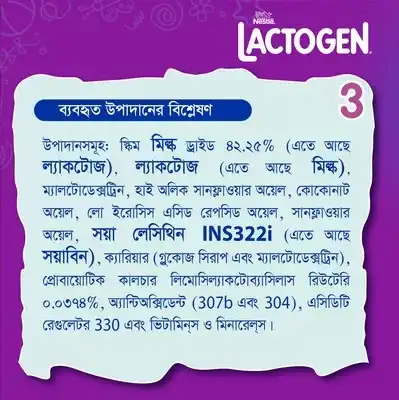 Nestlé
LACTOGEN
3
ব্যবহৃত উপাদানের বিশ্লেষণ
উপাদানসমূহ: স্কিম মিল্ক ড্রাইড ৪২.২৫% (এতে আছে
ল্যাকটোজ), ল্যাকটোজ (এতে আছে মিল্ক),
ম্যালটোডেক্সট্রিন, হাই অলিক সানফ্লাওয়ার অয়েল, কোকোনাট
অয়েল, লো ইরোসিস এসিড রেপসিড অয়েল, সানফ্লাওয়ার
অয়েল, সয়া লেসিথিন INS322i (এতে আছে
সয়াবিন), ক্যারিয়ার (গ্লুকোজ সিরাপ এবং ম্যালটোডেক্সট্রিন),
প্রোবায়োটিক কালচার লিমোসিল্যাকটোব্যাসিলাস রিউটেরি
০.০৩৭৪%, অ্যান্টিঅক্সিডেন্ট (307b এবং 304), এসিডিটি
রেগুলেটর 330 এবং ভিটামিন্‌স ও মিনারেল্‌স।